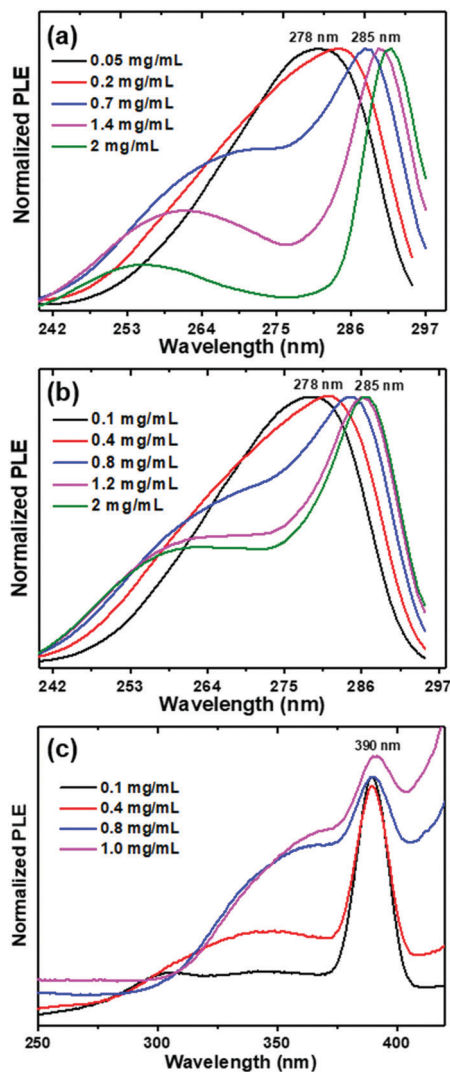 (a)
278 nm 285 nm
0.05 mg/mL
0.2 mg/mL
0.7 mg/mL
1.4 mg/mL
2 mg/mL
Normalized PLE
242 253 264 275 286 297
Wavelength (nm)
(b)
278 nm 285 nm
0.1 mg/mL
0.4 mg/mL
0.8 mg/mL
1.2 mg/mL
2 mg/mL
Normalized PLE
242 253 264 275 286 297
Wavelength (nm)
(c)
390 nm
0.1 mg/mL
0.4 mg/mL
0.8 mg/mL
1.0 mg/mL
Normalized PLE
250 300 350 400
Wavelength (nm)